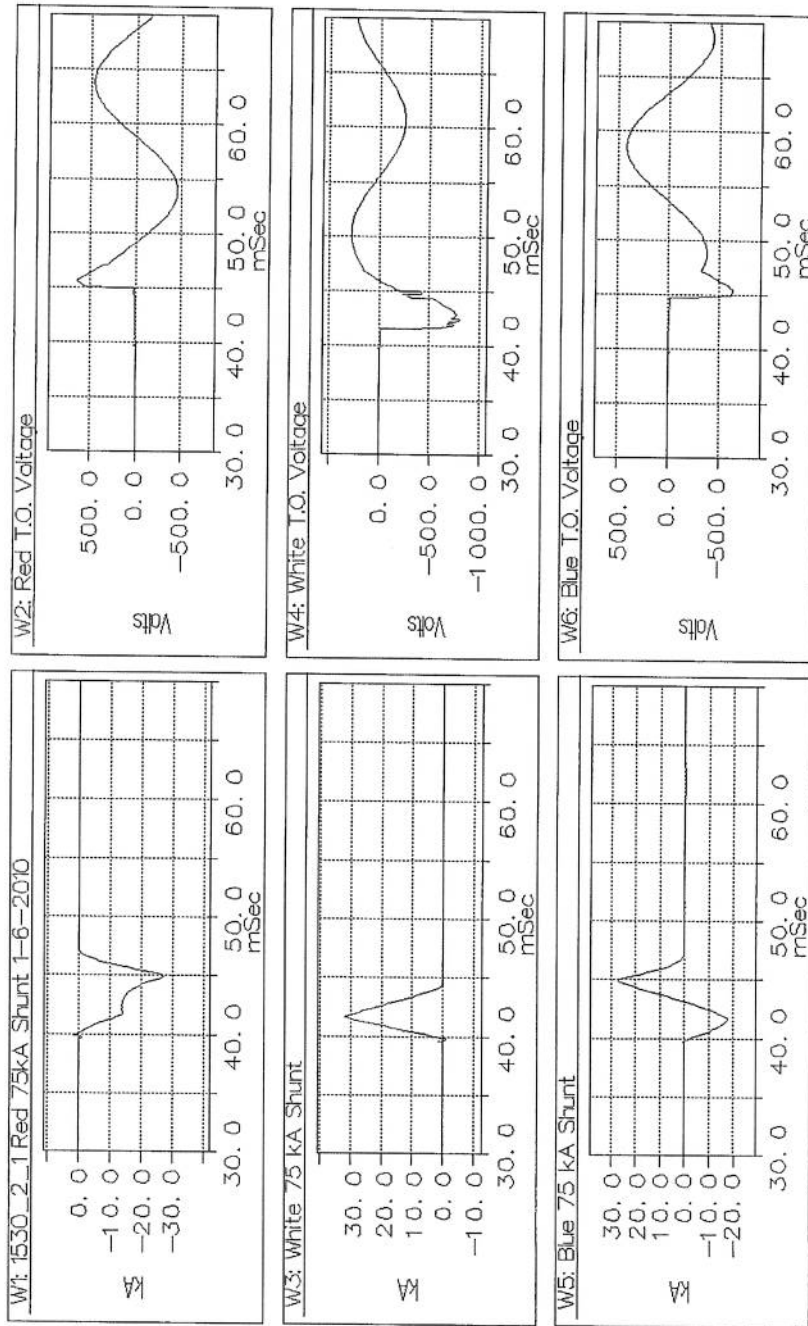 W1: 1530_2_1 Red 75kA Shunt 1-6-2010
0. 0
-10. 0
-20. 0
-30. 0
kA
30. 0
40. 0
50. 0
60. 0
mSec
W2: Red T.O. Voltage
500. 0
0. 0
-500. 0
Volts
30. 0
40. 0
50. 0
60. 0
mSec
W3: White 75 kA Shunt
30. 0
20. 0
10. 0
0. 0
-10. 0
kA
30. 0
40. 0
50. 0
60. 0
mSec
W4: White T.O. Voltage
0. 0
-500. 0
-1000. 0
Volts
30. 0
40. 0
50. 0
60. 0
mSec
W5: Blue 75 kA Shunt
30. 0
20. 0
10. 0
0. 0
-10. 0
-20. 0
kA
30. 0
40. 0
50. 0
60. 0
mSec
W6: Blue T.O. Voltage
500. 0
0. 0
-500. 0
Volts
30. 0
40. 0
50. 0
60. 0
mSec